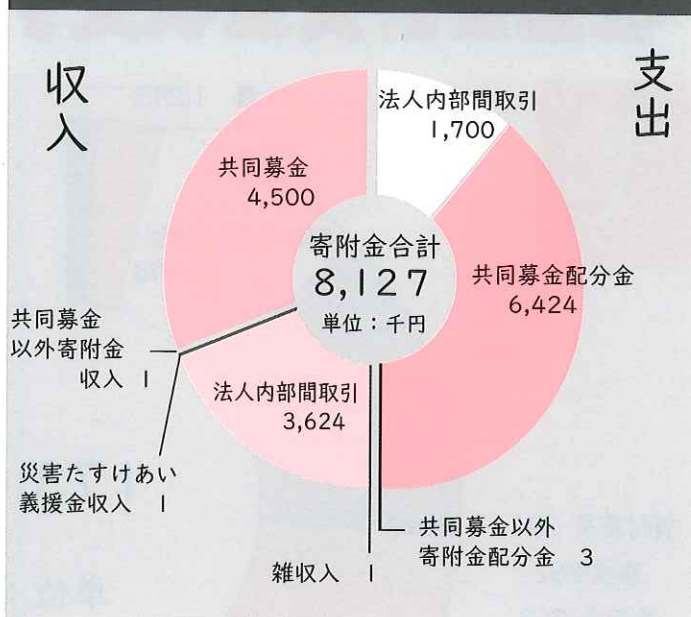 収入
支出
法人内部間取引
1,700
共同募金
4,500
寄附金合計
8,127
単位：千円
共同募金配分金
6,424
共同募金
以外寄附金
収入 1
法人内部間取引
3,624
災害たすけあい
義援金収入 1
共同募金以外
寄附金配分金 3
雑収入 1